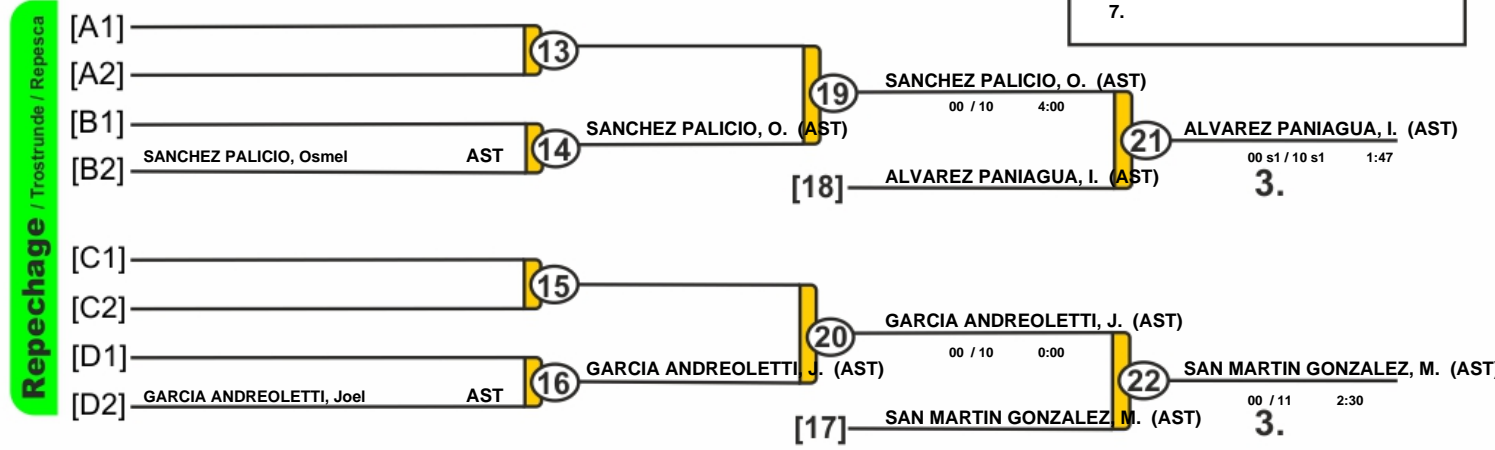 7.
Repechage / Trostrunde / Repesca
[A1]
[A2]
13
[B1]
[B2] SANCHEZ PALICIO, Osmel AST
14
SANCHEZ PALICIO, O. (AST)
19
SANCHEZ PALICIO, O. (AST)
00 / 10 4:00
[18] ALVAREZ PANIAGUA, I. (AST)
21
ALVAREZ PANIAGUA, I. (AST)
00 s1 / 10 s1 1:47
3.
[C1]
[C2]
15
[D1]
[D2] GARCIA ANDREOLETTI, Joel AST
16
GARCIA ANDREOLETTI, J. (AST)
20
GARCIA ANDREOLETTI, J. (AST)
00 / 10 0:00
[17] SAN MARTIN GONZALEZ, M. (AST)
22
SAN MARTIN GONZALEZ, M. (AST)
00 / 11 2:30
3.